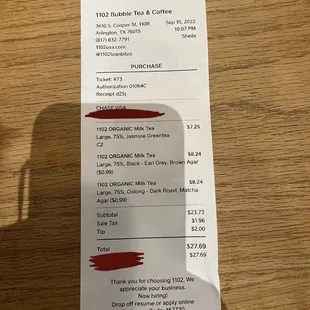 1102 Bubble Tea & Coffee
3610 S. Cooper St, 110B
Sep 15, 2022
Arlington, TX 76015
10:07 PM
(817) 832-7791
Sheila
1102usa.com
@1102teanbites
PURCHASE
Ticket: #73
Authorization 01064C
Receipt d25j
CHASE VISA
1102 ORGANIC Milk Tea $7.25
Large, 75%, Jasmine Greentea
C2
1102 ORGANIC Milk Tea $8.24
Large, 75%, Black - Earl Grey, Brown Agar
($0.99)
1102 ORGANIC Milk Tea $8.24
Large, 75%, Oolong - Dark Roast, Matcha
Agar ($0.99)
Subtotal $23.73
Sale Tax $1.96
Tip $2.00
Total $27.69
$27.69
Thank you for choosing 1102. We
appreciate your business.
Now hiring!
Drop off resume or apply online